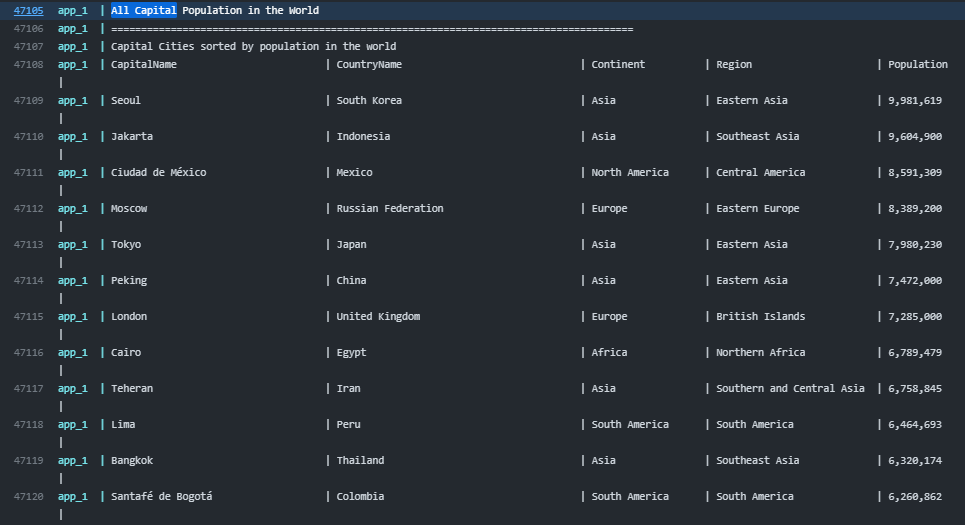 47105 app_1 | All Capital Population in the World
47106 app_1 | ========================================================================================
47107 app_1 | Capital Cities sorted by population in the world
47108 app_1 | CapitalName | CountryName | Continent | Region | Population
|
47109 app_1 | Seoul | South Korea | Asia | Eastern Asia | 9,981,619
|
47110 app_1 | Jakarta | Indonesia | Asia | Southeast Asia | 9,604,900
|
47111 app_1 | Ciudad de México | Mexico | North America | Central America | 8,591,309
|
47112 app_1 | Moscow | Russian Federation | Europe | Eastern Europe | 8,389,200
|
47113 app_1 | Tokyo | Japan | Asia | Eastern Asia | 7,980,230
|
47114 app_1 | Peking | China | Asia | Eastern Asia | 7,472,000
|
47115 app_1 | London | United Kingdom | Europe | British Islands | 7,285,000
|
47116 app_1 | Cairo | Egypt | Africa | Northern Africa | 6,789,479
|
47117 app_1 | Teheran | Iran | Asia | Southern and Central Asia | 6,758,845
|
47118 app_1 | Lima | Peru | South America | South America | 6,464,693
|
47119 app_1 | Bangkok | Thailand | Asia | Southeast Asia | 6,320,174
|
47120 app_1 | Santafé de Bogotá | Colombia | South America | South America | 6,260,862
|